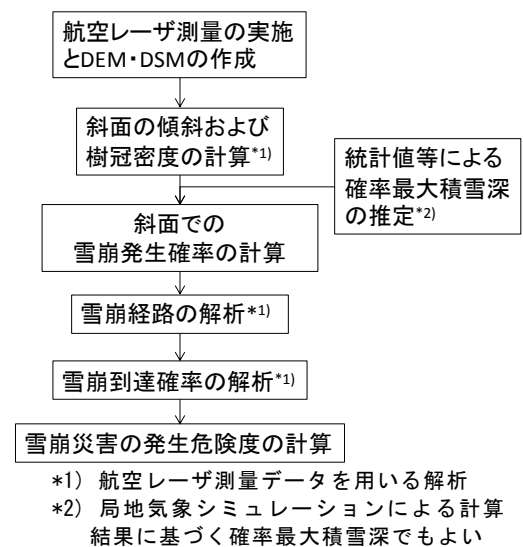 航空レーザ測量の実施
とDEM・DSMの作成
斜面の傾斜および
樹冠密度の計算*1)
統計値等による
確率最大積雪深
の推定*2)
斜面での
雪崩発生確率の計算
雪崩経路の解析*1)
雪崩到達確率の解析*1)
雪崩災害の発生危険度の計算
*1) 航空レーザ測量データを用いる解析
*2) 局地気象シミュレーションによる計算
結果に基づく確率最大積雪深でもよい